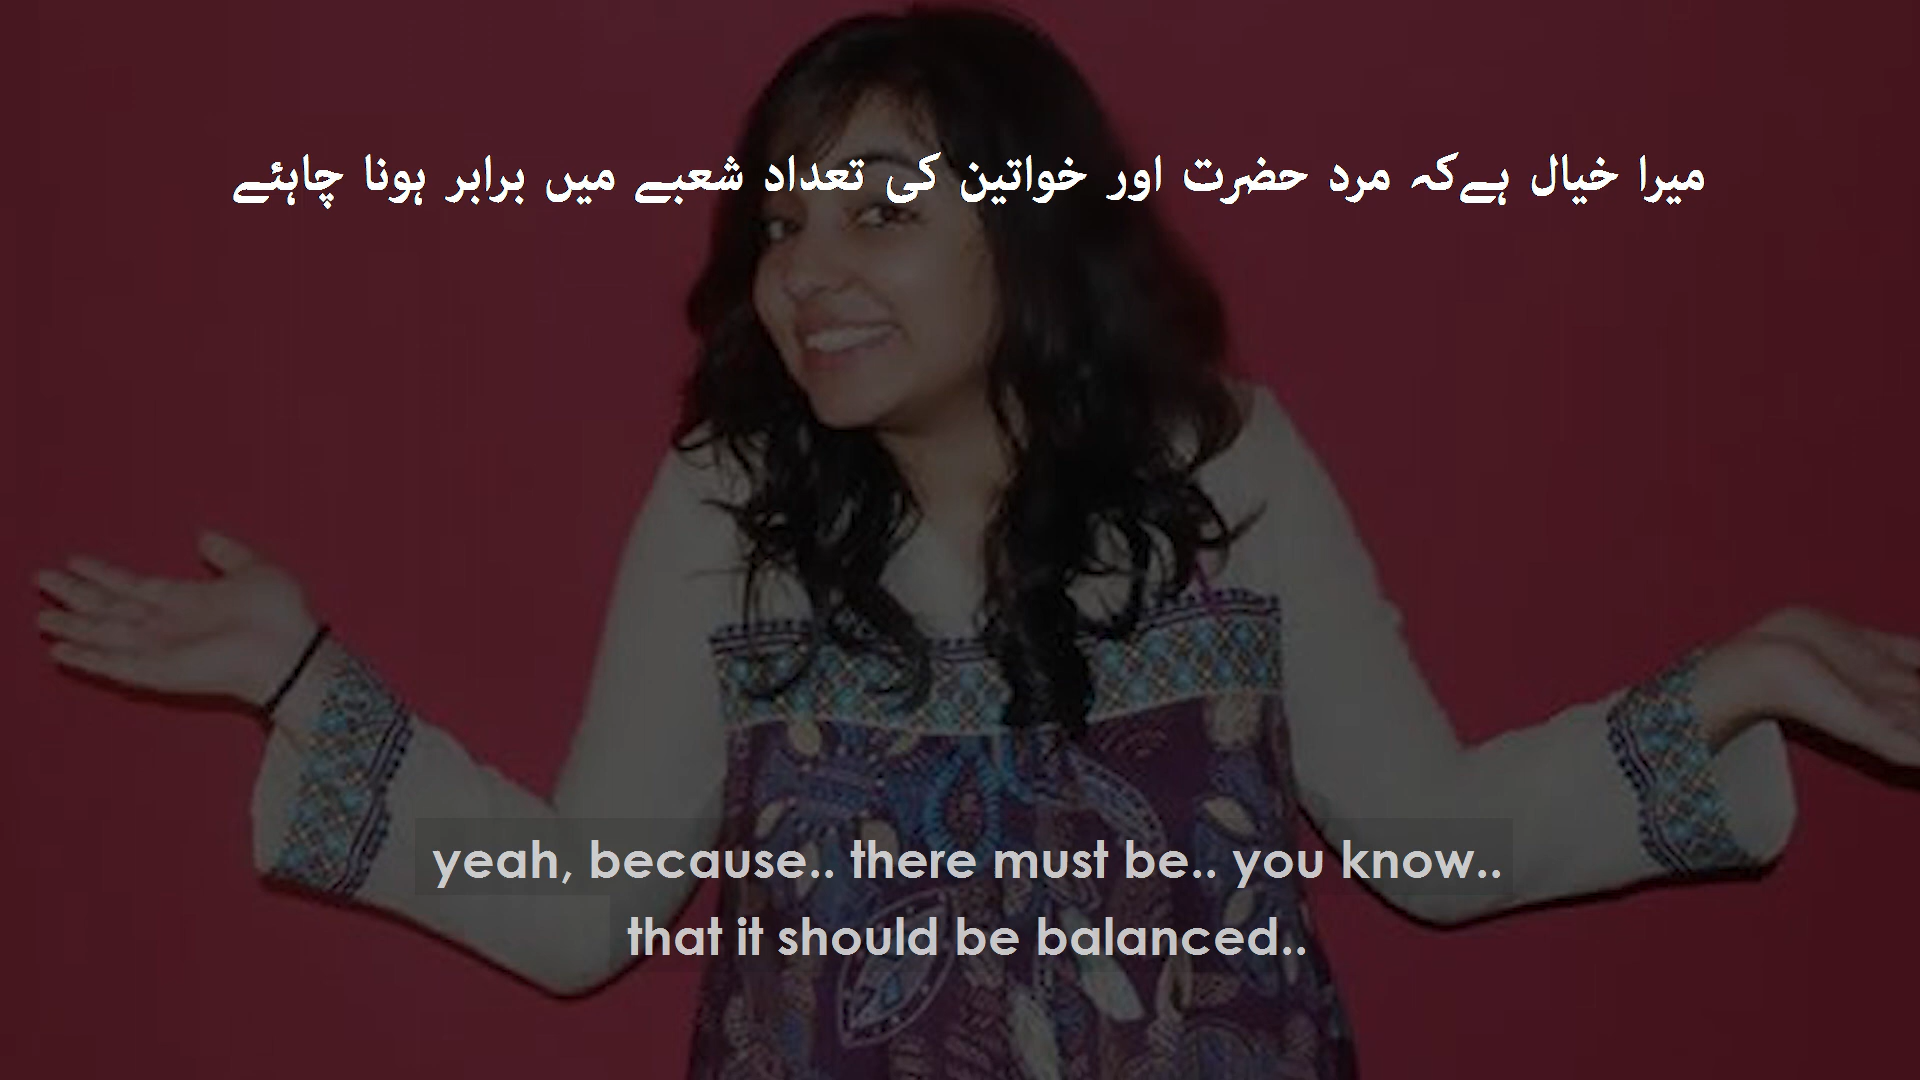 میرا خیال ہےکہ مرد حضرت اور خواتین کی تعداد شعبے میں برابر ہونا چاہئے
yeah, because.. there must be.. you know..
that it should be balanced..